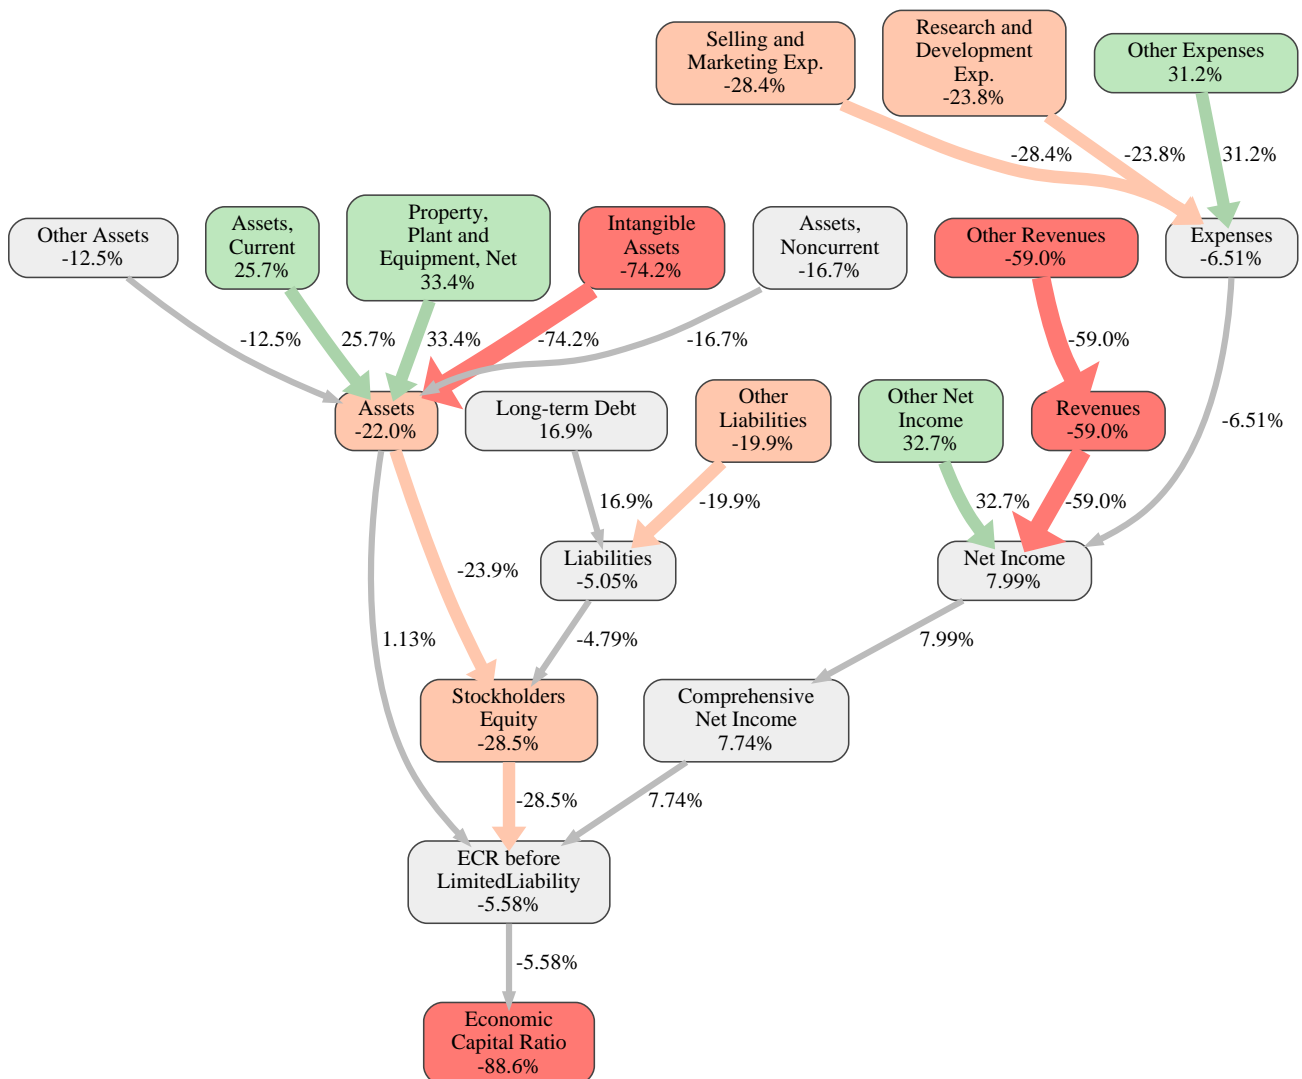 Selling and
Marketing Exp.
-28.4%
Research and
Development
Exp.
-23.8%
Other Expenses
31.2%
-28.4%
-23.8%
31.2%
Other Assets
-12.5%
Assets,
Current
25.7%
Property,
Plant and
Equipment, Net
33.4%
Intangible
Assets
-74.2%
Assets,
Noncurrent
-16.7%
Other Revenues
-59.0%
Expenses
-6.51%
-12.5%
25.7%
33.4%
-74.2%
-16.7%
-59.0%
Assets
-22.0%
Long-term Debt
16.9%
Other
Liabilities
-19.9%
Other Net
Income
32.7%
Revenues
-59.0%
-6.51%
16.9%
-19.9%
32.7%
-59.0%
Liabilities
-5.05%
Net Income
7.99%
-23.9%
1.13%
-4.79%
7.99%
Stockholders
Equity
-28.5%
Comprehensive
Net Income
7.74%
-28.5%
7.74%
ECR before
LimitedLiability
-5.58%
-5.58%
Economic
Capital Ratio
-88.6%